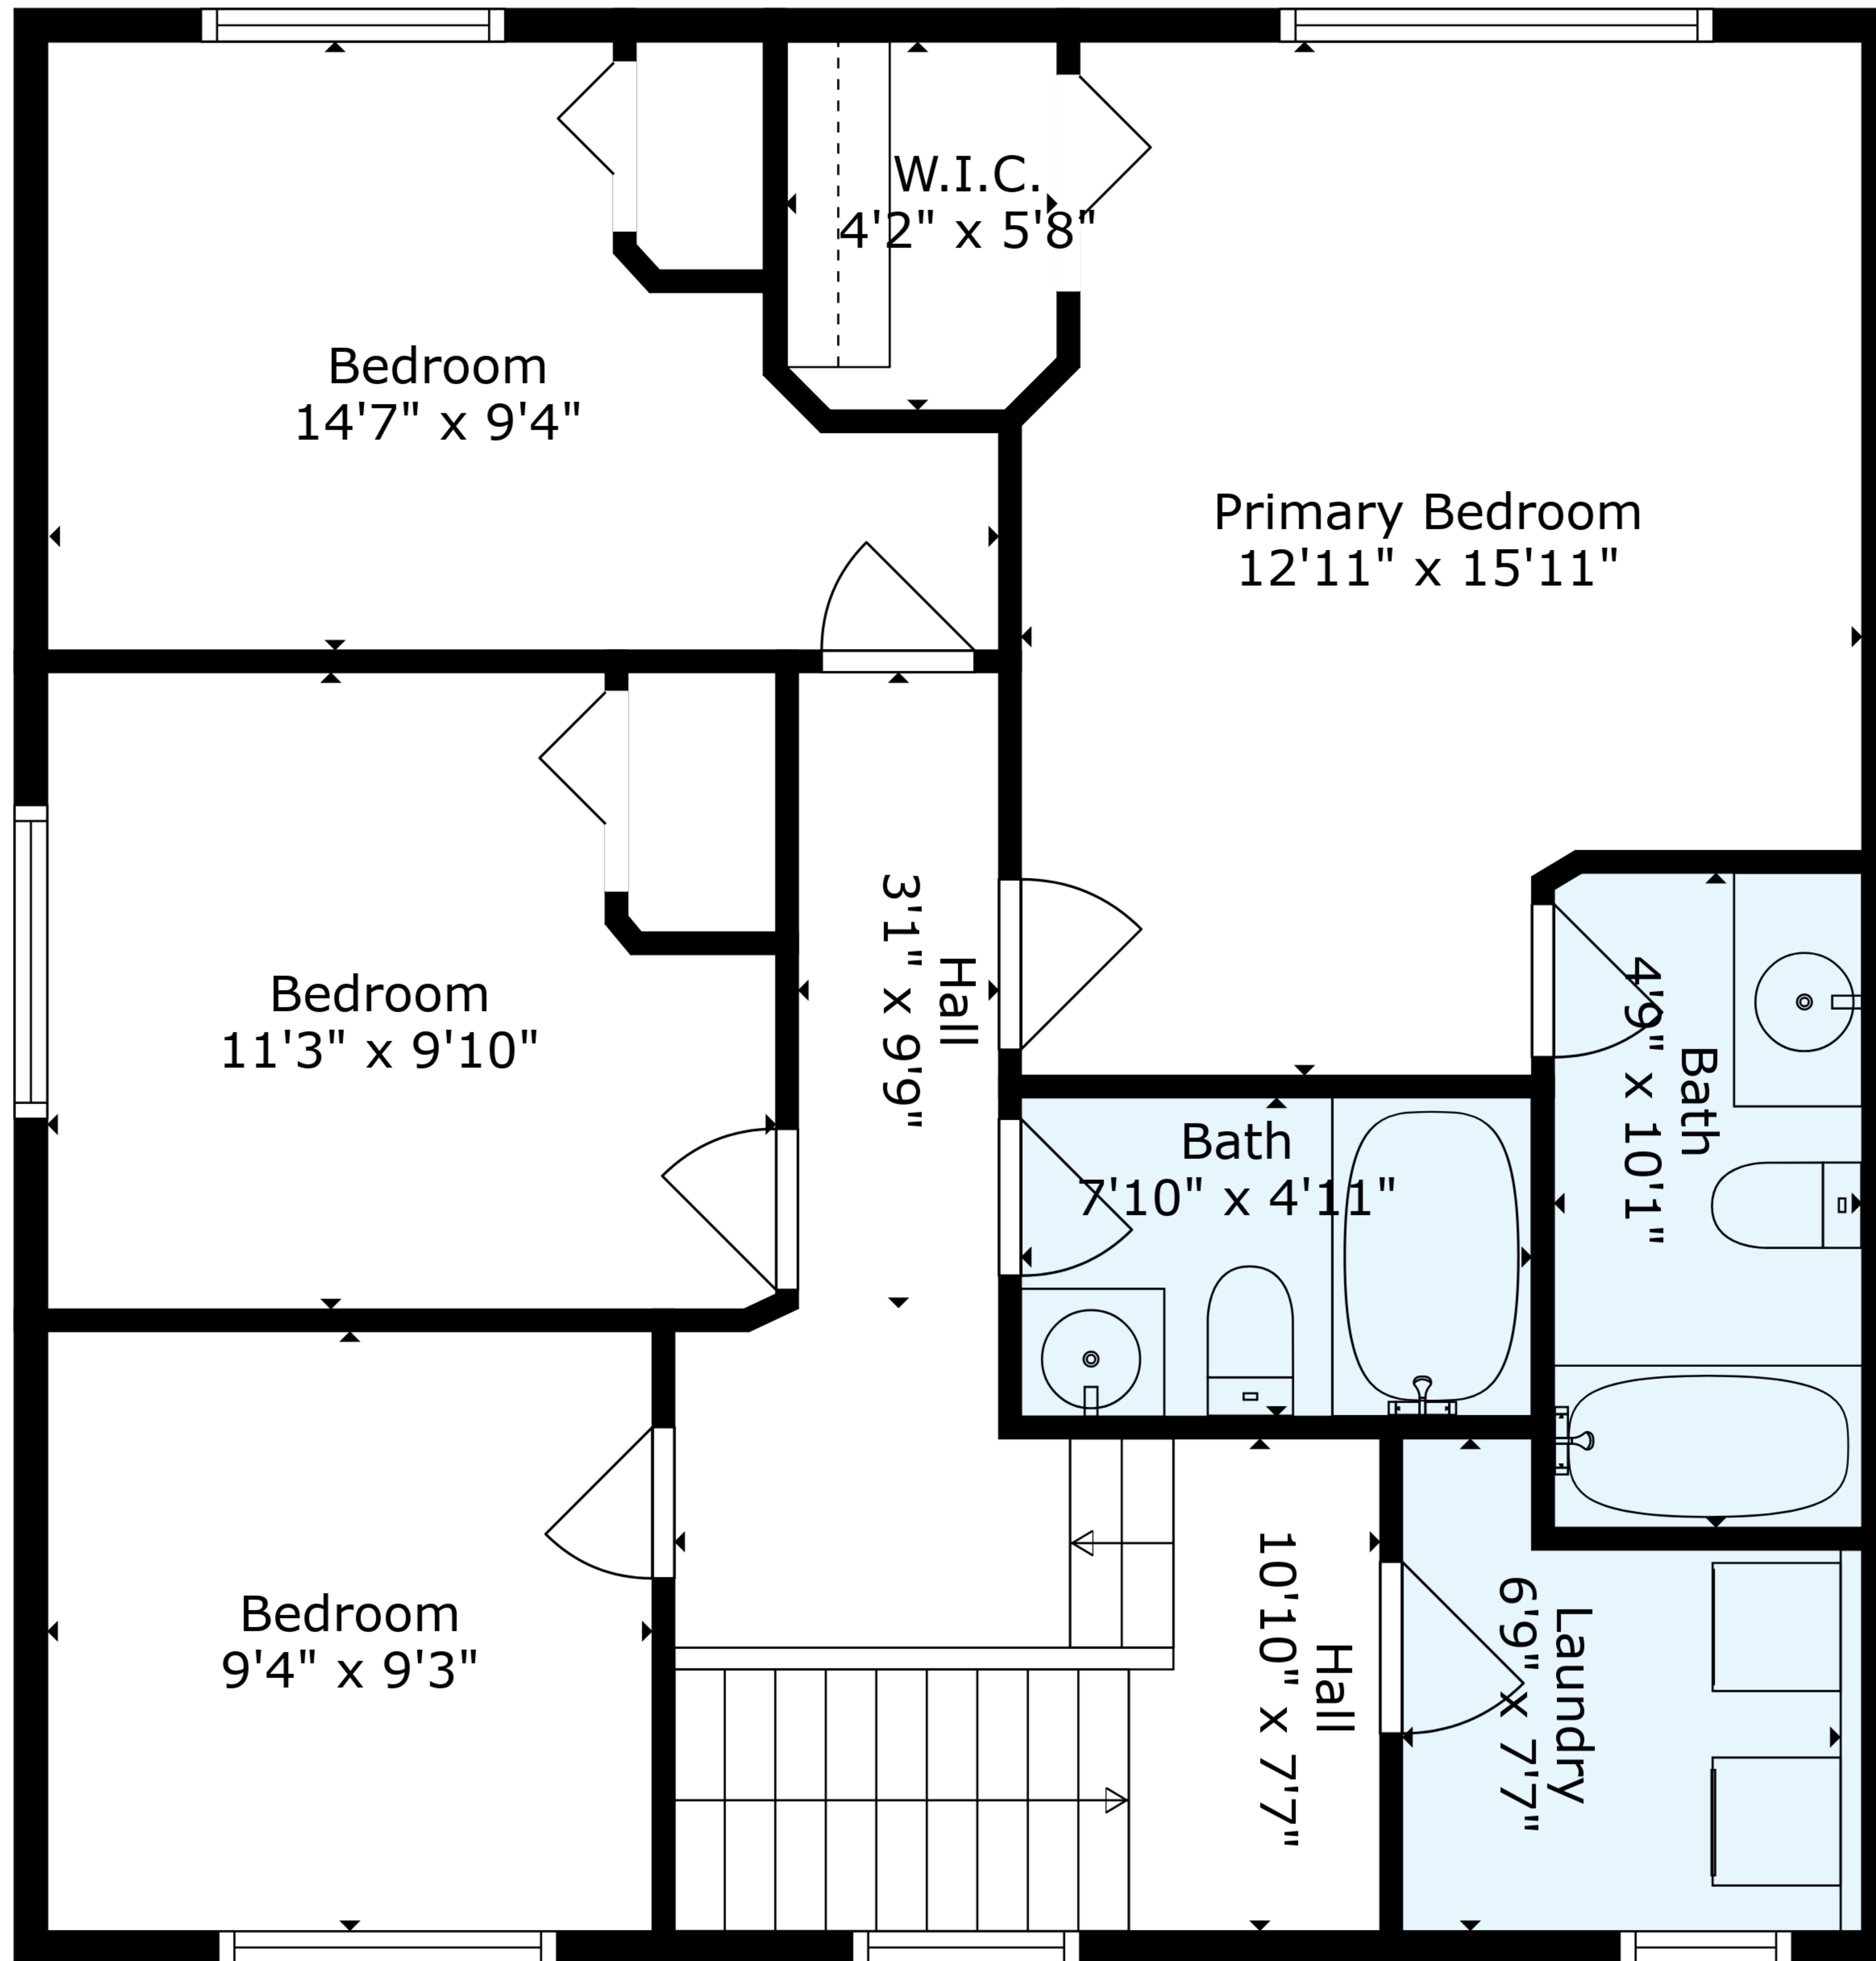 W.I.C.
4'2" x 5'8"
Bedroom
14'7" x 9'4"
Primary Bedroom
12'11" x 15'11"
Bedroom
11'3" x 9'10"
Hall
3'1" x 9'9"
Bath
4'9" x 10'1"
Bath
7'10" x 4'11"
Bedroom
9'4" x 9'3"
Hall
10'10" x 7'7"
Laundry
6'9" x 7'7"